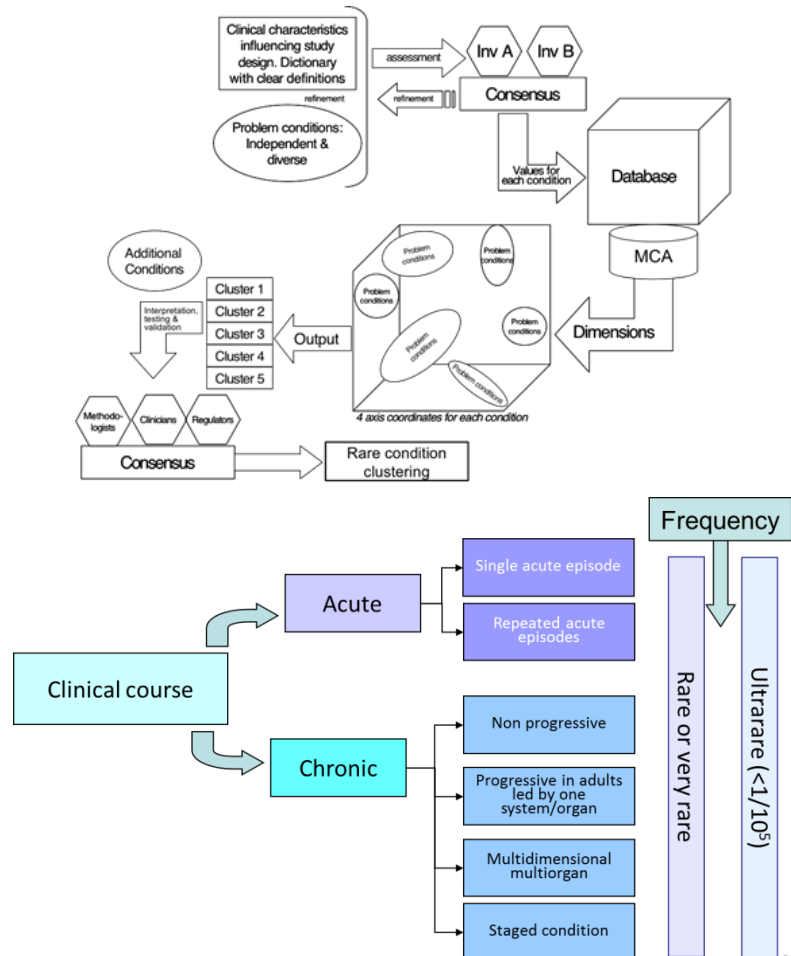 Clinical characteristics
influencing study
design. Dictionary
with clear definitions
refinement
Problem conditions:
Independent &
diverse
assessment
refinement
Inv A
Inv B
Consensus
Values for
each condition
Database
MCA
Dimensions
Problem
conditions
Problem
conditions
Problem
conditions
Problem
conditions
Problem
conditions
Problem conditions
4 axis coordinates for each condition
Output
Cluster 1
Cluster 2
Cluster 3
Cluster 4
Cluster 5
Additional
Conditions
Interpretation,
testing &
validation
Methodo-
logists
Clinicians
Regulators
Consensus
Rare condition
clustering
Frequency
Clinical course
Acute
Single acute episode
Repeated acute
episodes
Chronic
Non progressive
Progressive in adults
led by one
system/organ
Multidimensional
multiorgan
Staged condition
Rare or very rare
Ultrarare (<1/10⁵)